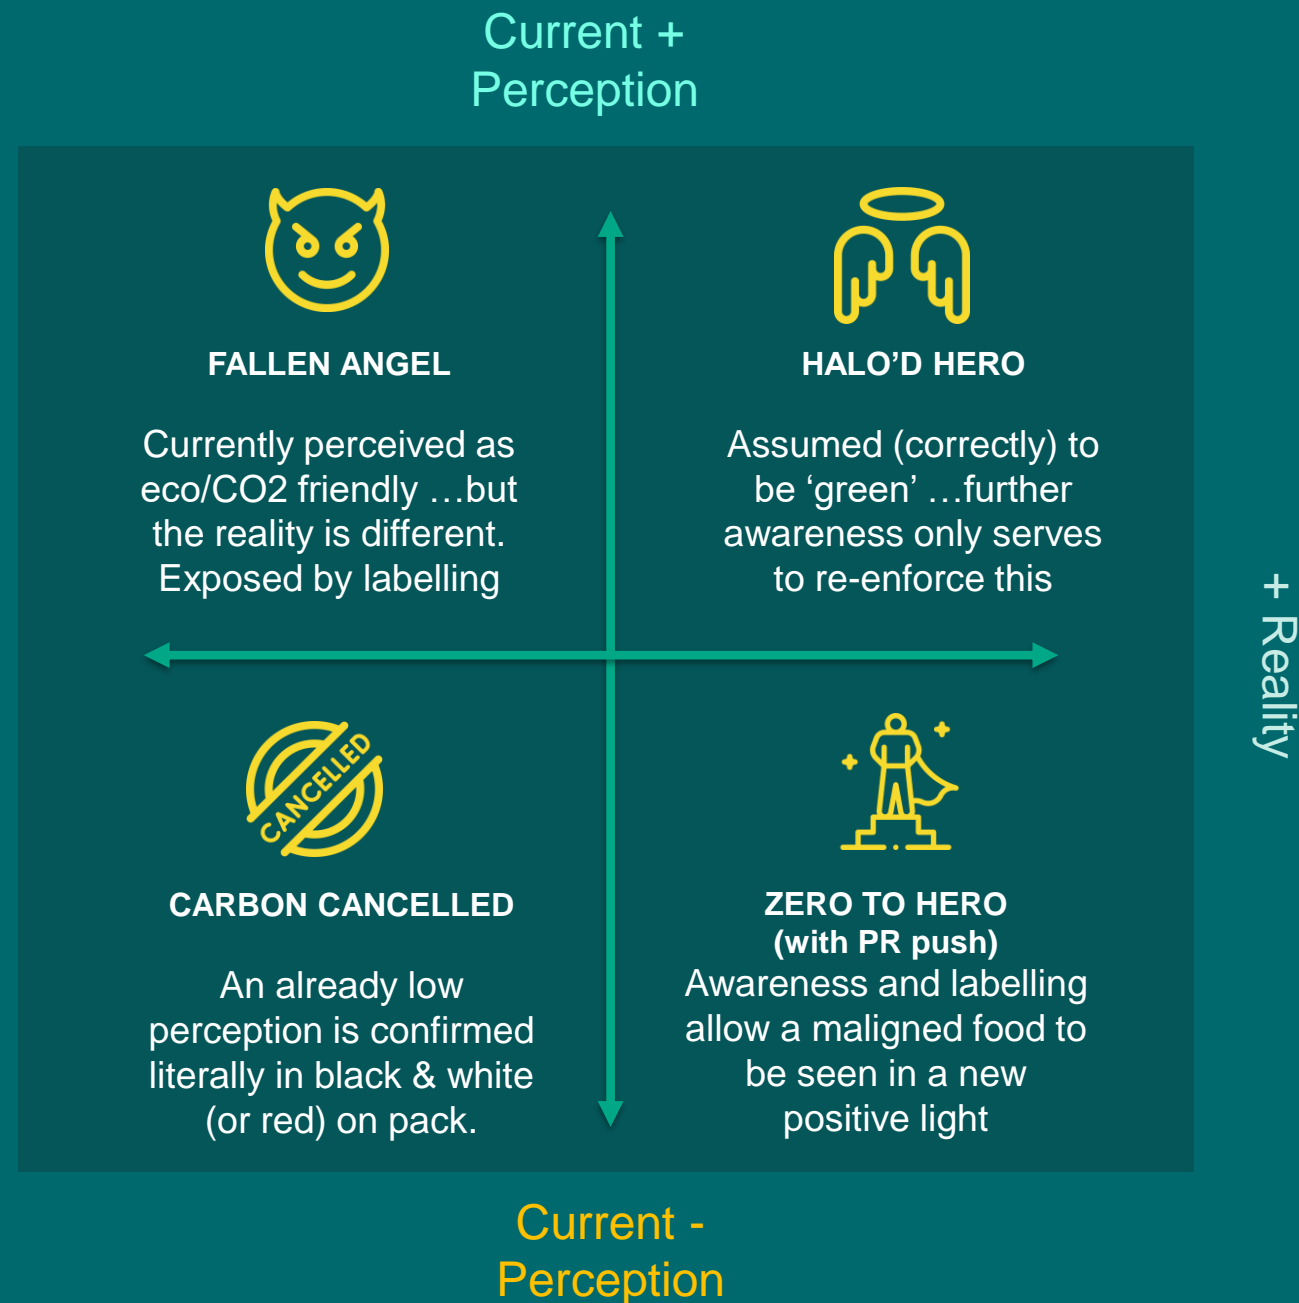 Current +
Perception
FALLEN ANGEL
Currently perceived as
eco/CO2 friendly …but
the reality is different.
Exposed by labelling
HALO’D HERO
Assumed (correctly) to
be ‘green’ …further
awareness only serves
to re-enforce this
+ Reality
CANCELLED
CARBON CANCELLED
An already low
perception is confirmed
literally in black & white
(or red) on pack.
ZERO TO HERO
(with PR push)
Awareness and labelling
allow a maligned food to
be seen in a new
positive light
Current -
Perception